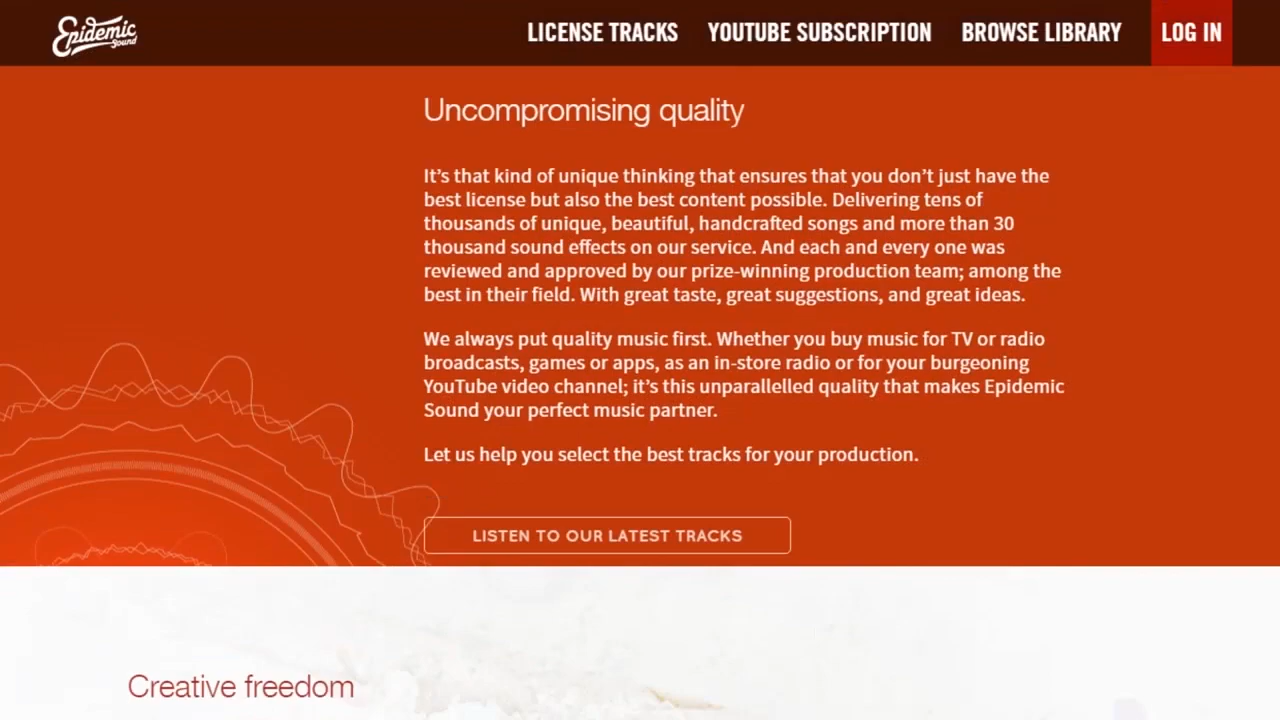 Epidemic Sound
LICENSE TRACKS
YOUTUBE SUBSCRIPTION
BROWSE LIBRARY
LOG IN
Uncompromising quality
It’s that kind of unique thinking that ensures that you don’t just have the
best license but also the best content possible. Delivering tens of
thousands of unique, beautiful, handcrafted songs and more than 30
thousand sound effects on our service. And each and every one was
reviewed and approved by our prize-winning production team; among the
best in their field. With great taste, great suggestions, and great ideas.
We always put quality music first. Whether you buy music for TV or radio
broadcasts, games or apps, as an in-store radio or for your burgeoning
YouTube video channel; it’s this unparallelled quality that makes Epidemic
Sound your perfect music partner.
Let us help you select the best tracks for your production.
LISTEN TO OUR LATEST TRACKS
Creative freedom